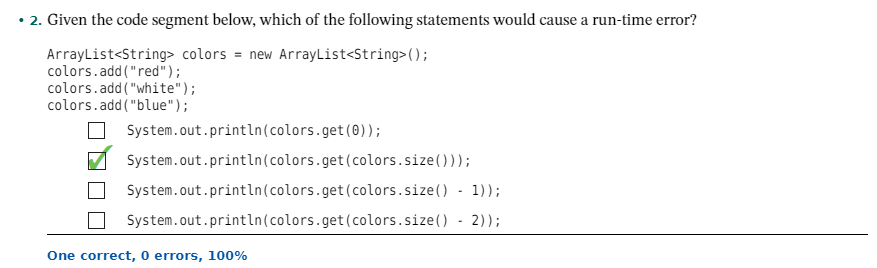 • 2. Given the code segment below, which of the following statements would cause a run-time error?
ArrayList<String> colors = new ArrayList<String>();
colors.add("red");
colors.add("white");
colors.add("blue");
System.out.println(colors.get(0));
System.out.println(colors.get(colors.size()));
System.out.println(colors.get(colors.size() - 1));
System.out.println(colors.get(colors.size() - 2));
One correct, 0 errors, 100%